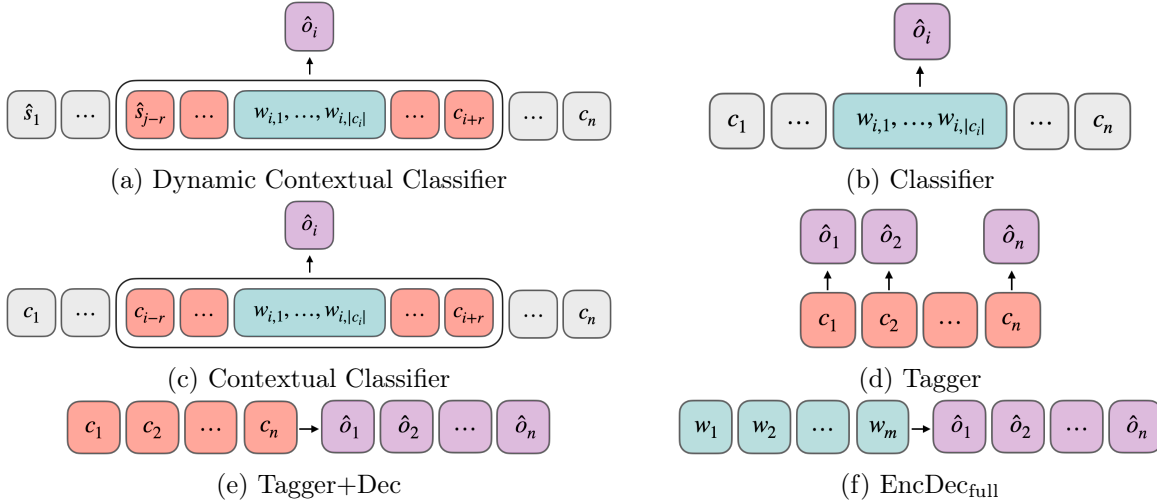 ô_i
ŝ_1 ... ŝ_{j−r} ... w_{i,1}, ..., w_{i,|c_i|} ... c_{i+r} ... c_n
(a) Dynamic Contextual Classifier
ô_i
c_1 ... w_{i,1}, ..., w_{i,|c_i|} ... c_n
(b) Classifier
ô_i
c_1 ... c_{i−r} ... w_{i,1}, ..., w_{i,|c_i|} ... c_{i+r} ... c_n
(c) Contextual Classifier
ô_1 ô_2 ô_n
c_1 c_2 ... c_n
(d) Tagger
c_1 c_2 ... c_n → ô_1 ô_2 ... ô_n
(e) Tagger+Dec
w_1 w_2 ... w_m → ô_1 ô_2 ... ô_n
(f) EncDec_full